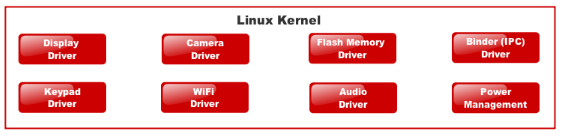 Linux Kernel
Display
Driver
Camera
Driver
Flash Memory
Driver
Binder (IPC)
Driver
Keypad
Driver
WiFi
Driver
Audio
Driver
Power
Management